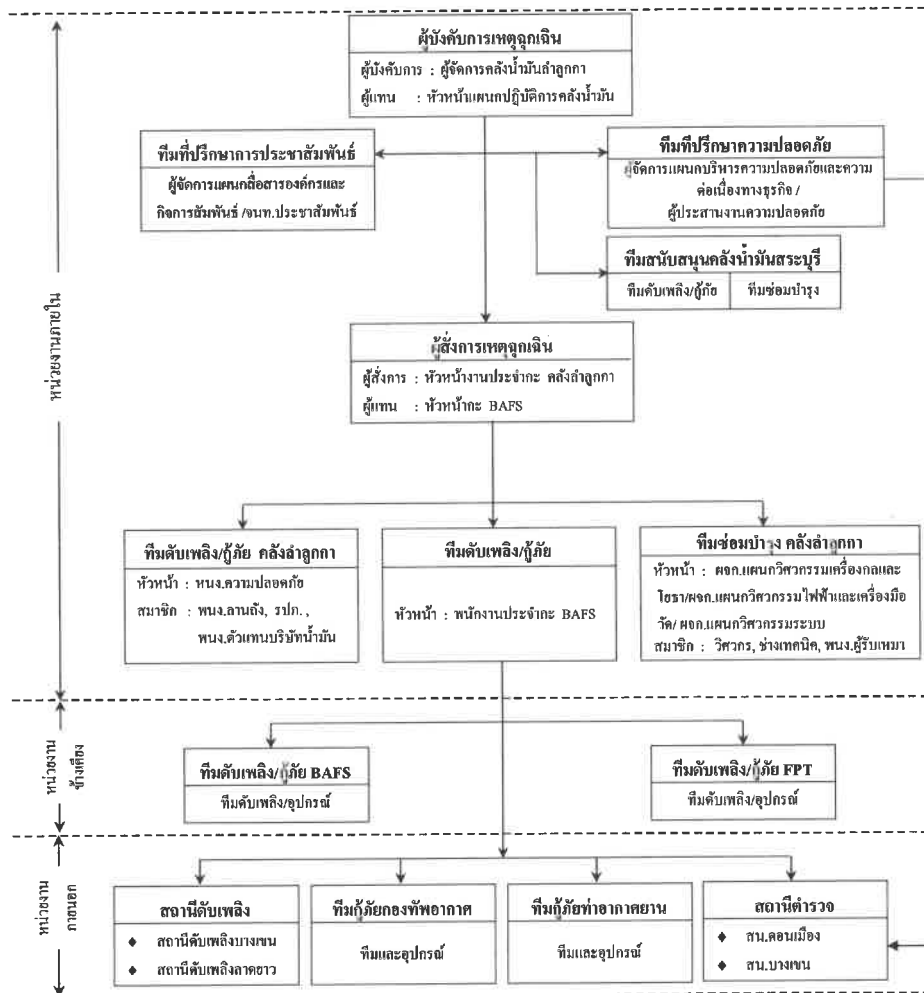 ผู้บังคับการเหตุฉุกเฉิน
ผู้บังคับการ : ผู้จัดการคลังน้ำมันลำลูกกา
ผู้แทน : หัวหน้าแผนกปฏิบัติการคลังน้ำมัน
ทีมที่ปรึกษาการประชาสัมพันธ์
ผู้จัดการแผนกสื่อสารองค์กรและ
กิจการสัมพันธ์ /จนท.ประชาสัมพันธ์
ทีมที่ปรึกษาความปลอดภัย
ผู้จัดการแผนกบริหารความปลอดภัยและความ
ต่อเนื่องทางธุรกิจ /
ผู้ประสานงานความปลอดภัย
ทีมสนับสนุนคลังน้ำมันสระบุรี
ทีมดับเพลิง/กู้ภัย
ทีมซ่อมบำรุง
หน่วยงานภายใน
ผู้สั่งการเหตุฉุกเฉิน
ผู้สั่งการ : หัวหน้างานประจำกะ คลังลำลูกกา
ผู้แทน : หัวหน้ากะ BAFS
ทีมดับเพลิง/กู้ภัย คลังลำลูกกา
หัวหน้า : หนง.ความปลอดภัย
สมาชิก : พนง.ลานถัง, รปภ. ,
พนง.ตัวแทนบริษัทน้ำมัน
ทีมดับเพลิง/กู้ภัย
หัวหน้า : พนักงานประจำกะ BAFS
ทีมซ่อมบำรุง คลังลำลูกกา
หัวหน้า : ผจก.แผนกวิศวกรรมเครื่องกลและ
โยธา/ผจก.แผนกวิศวกรรมไฟฟ้าและเครื่องมือ
วัด/ ผจก.แผนกวิศวกรรมระบบ
สมาชิก : วิศวกร, ช่างเทคนิค, พนง.ผู้รับเหมา
หน่วยงาน
ข้างเคียง
ทีมดับเพลิง/กู้ภัย BAFS
ทีมดับเพลิง/อุปกรณ์
ทีมดับเพลิง/กู้ภัย FPT
ทีมดับเพลิง/อุปกรณ์
หน่วยงาน
ภายนอก
สถานีดับเพลิง
◆ สถานีดับเพลิงบางเขน
◆ สถานีดับเพลิงลาดยาว
ทีมกู้ภัยกองทัพอากาศ
ทีมและอุปกรณ์
ทีมกู้ภัยท่าอากาศยาน
ทีมและอุปกรณ์
สถานีตำรวจ
◆ สน.ดอนเมือง
◆ สน.บางเขน